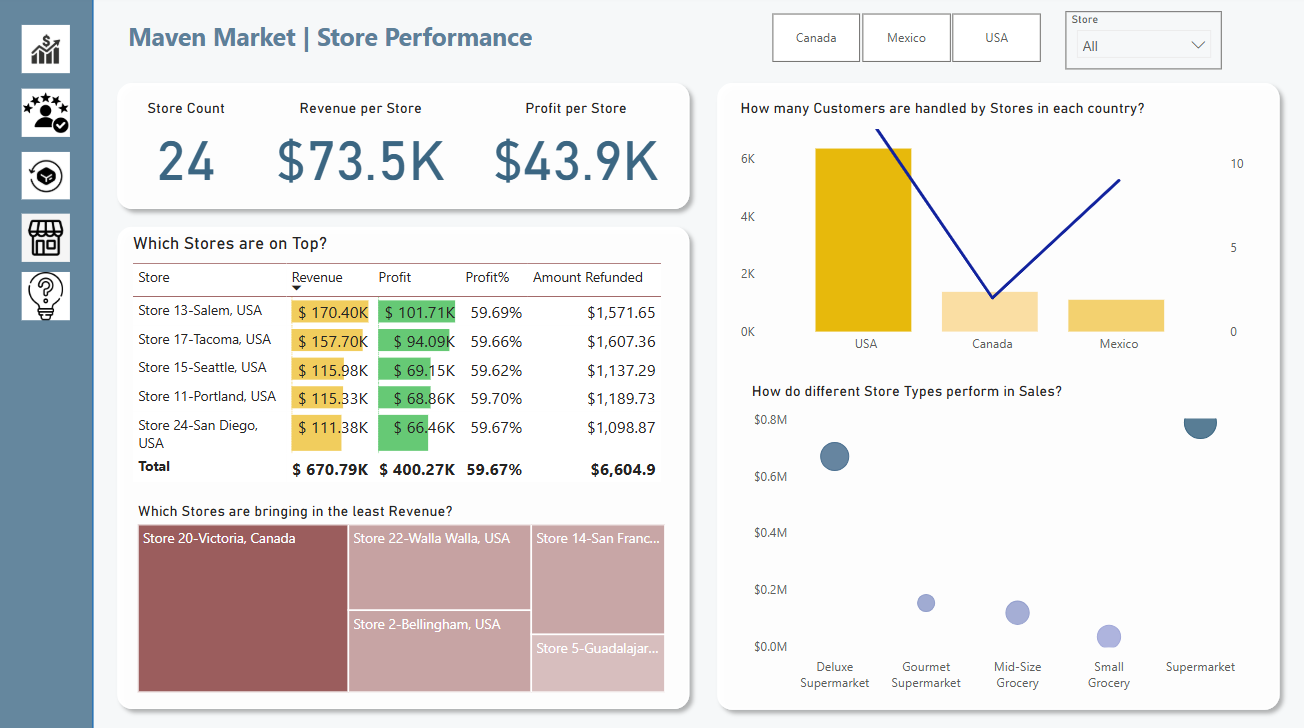 Maven Market | Store Performance
Canada
Mexico
USA
Store
All
Store Count
Revenue per Store
Profit per Store
24
$73.5K
$43.9K
Which Stores are on Top?
Store Revenue Profit Profit% Amount Refunded
Store 13-Salem, USA $ 170.40K $ 101.71K 59.69% $1,571.65
Store 17-Tacoma, USA $ 157.70K $ 94.09K 59.66% $1,607.36
Store 15-Seattle, USA $ 115.98K $ 69.15K 59.62% $1,137.29
Store 11-Portland, USA $ 115.33K $ 68.86K 59.70% $1,189.73
Store 24-San Diego, $ 111.38K $ 66.46K 59.67% $1,098.87
USA
Total $ 670.79K $ 400.27K 59.67% $6,604.9
Which Stores are bringing in the least Revenue?
Store 20-Victoria, Canada
Store 22-Walla Walla, USA
Store 14-San Franc...
Store 2-Bellingham, USA
Store 5-Guadalajar...
How many Customers are handled by Stores in each country?
6K
4K
2K
0K
10
5
0
USA
Canada
Mexico
How do different Store Types perform in Sales?
$0.8M
$0.6M
$0.4M
$0.2M
$0.0M
Deluxe
Supermarket
Gourmet
Supermarket
Mid-Size
Grocery
Small
Grocery
Supermarket